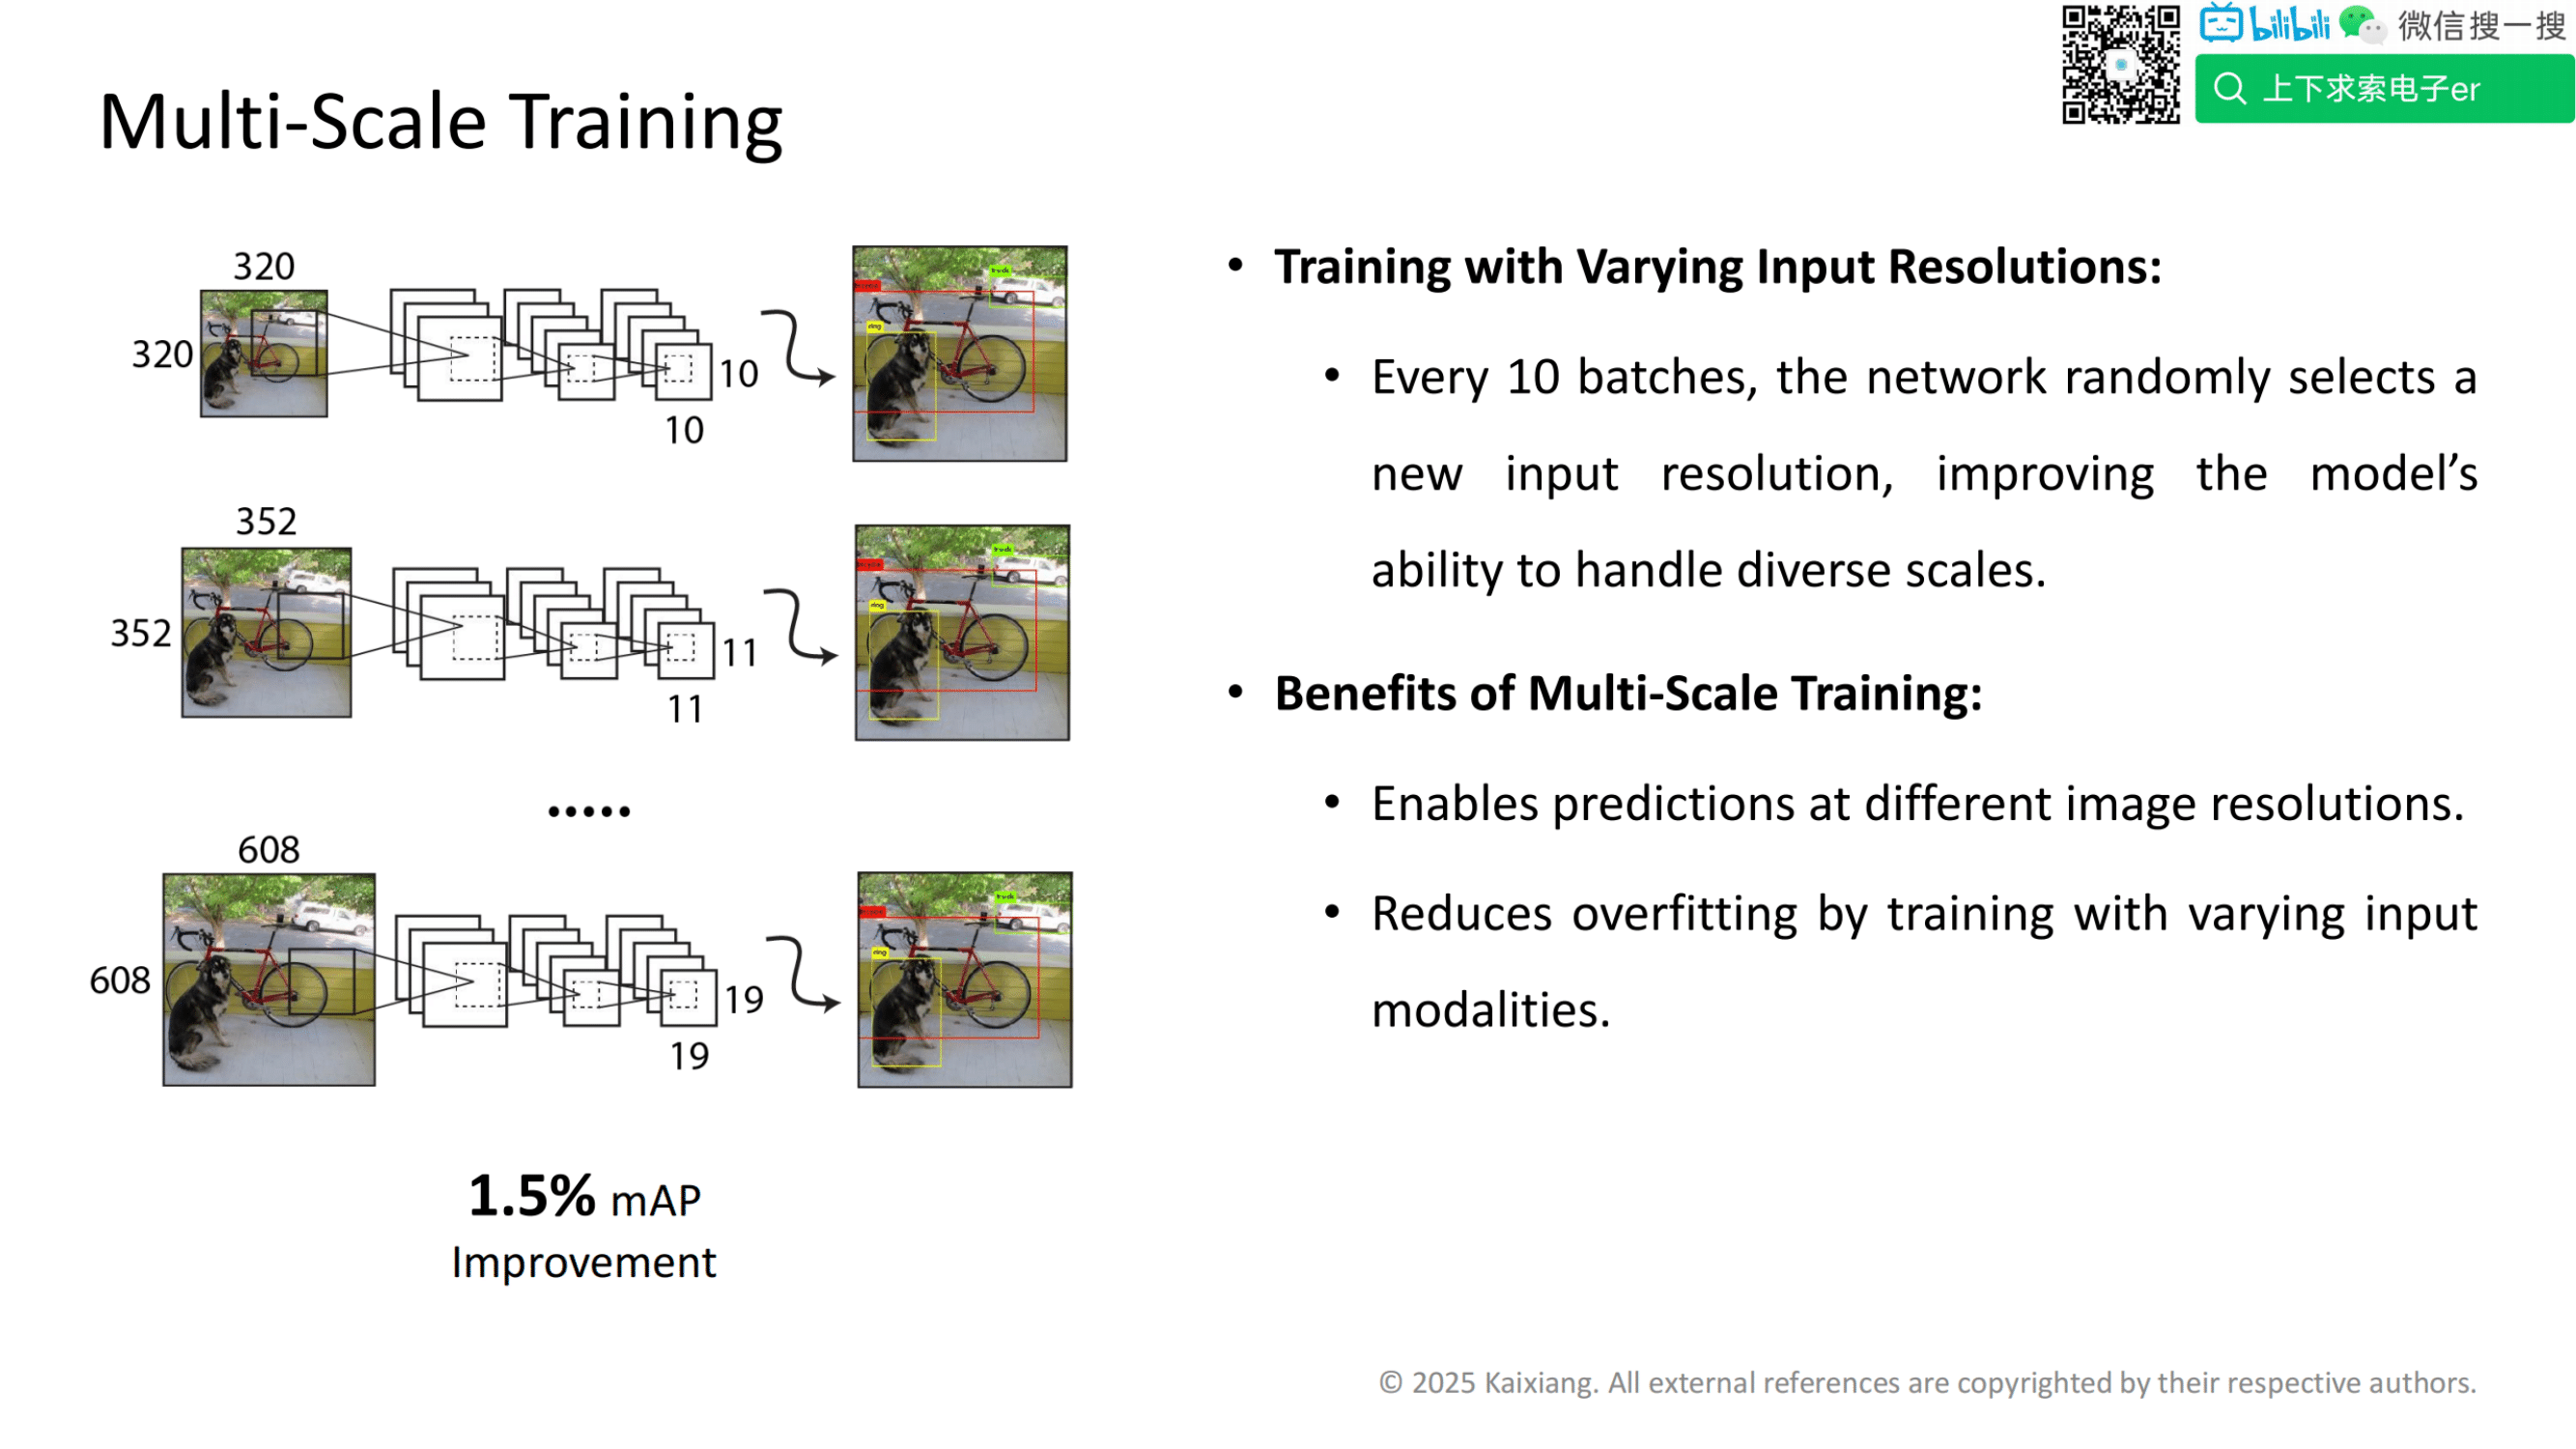 bilibili 微信搜一搜
上下求索电子er
Multi-Scale Training
320
320
10
10
352
352
11
11
.....
608
608
19
19
1.5% mAP
Improvement
• Training with Varying Input Resolutions:
• Every 10 batches, the network randomly selects a
new input resolution, improving the model’s
ability to handle diverse scales.
• Benefits of Multi-Scale Training:
• Enables predictions at different image resolutions.
• Reduces overfitting by training with varying input
modalities.
© 2025 Kaixiang. All external references are copyrighted by their respective authors.